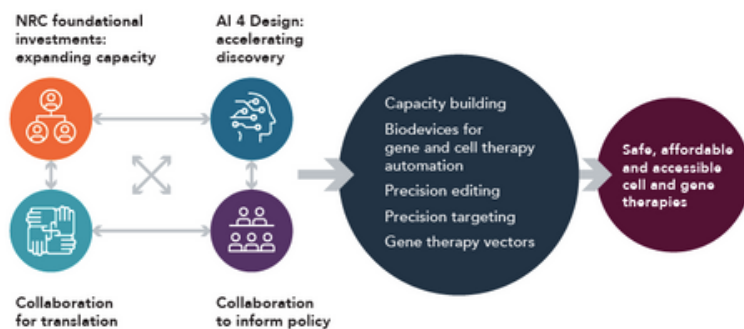 NRC foundational
investments:
expanding capacity
AI 4 Design:
accelerating
discovery
Collaboration
for translation
Collaboration
to inform policy
Capacity building
Biodevices for
gene and cell therapy
automation
Precision editing
Precision targeting
Gene therapy vectors
Safe, affordable
and accessible
cell and gene
therapies